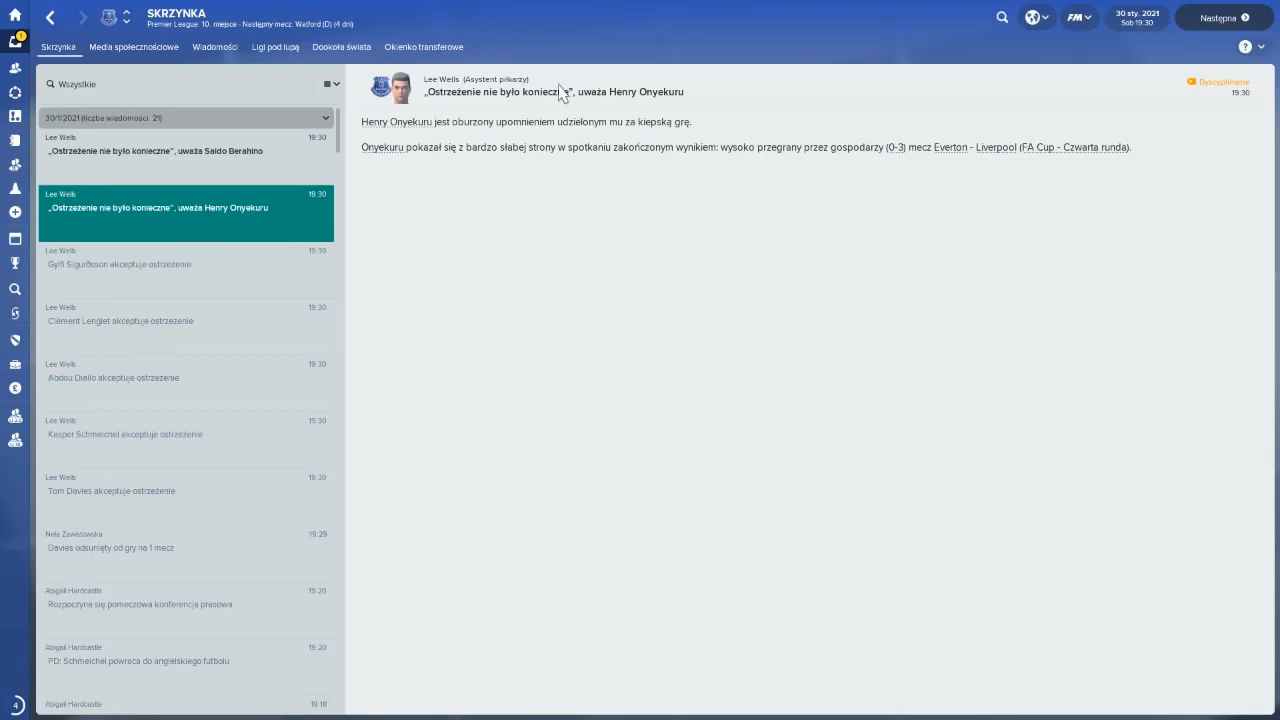 SKRZYNKA
Premier League: 10. miejsce - Następny mecz: Watford (D) (4 dni)
FM
30 sty. 2021
Sob 19:30
Następna
Skrzynka
Media społecznościowe
Wiadomości
Ligi pod lupą
Dookoła świata
Okienko transferowe
?
Wszystkie
30/1/2021 (liczba wiadomości: 21)
Lee Wells 19:30
„Ostrzeżenie nie było konieczne”, uważa Saido Berahino
Lee Wells 19:30
„Ostrzeżenie nie było konieczne”, uważa Henry Onyekuru
Lee Wells 19:30
Gylfi Sigurðsson akceptuje ostrzeżenie
Lee Wells 19:30
Clément Lenglet akceptuje ostrzeżenie
Lee Wells 19:30
Abdou Diallo akceptuje ostrzeżenie
Lee Wells 19:30
Kasper Schmeichel akceptuje ostrzeżenie
Lee Wells 19:30
Tom Davies akceptuje ostrzeżenie
Nela Zawistowska 19:29
Davies odsunięty od gry na 1 mecz
Abigail Hardcastle 19:20
Rozpoczyna się pomeczowa konferencja prasowa
Abigail Hardcastle 19:20
PD: Schmeichel powraca do angielskiego futbolu
Abigail Hardcastle 19:18
4
Lee Wells (Asystent piłkarzy)
„Ostrzeżenie nie było konieczne”, uważa Henry Onyekuru
Dyscyplinarne
19:30
Henry Onyekuru jest oburzony upomnieniem udzielonym mu za kiepską grę.
Onyekuru pokazał się z bardzo słabej strony w spotkaniu zakończonym wynikiem: wysoko przegrany przez gospodarzy (0-3) mecz Everton - Liverpool (FA Cup - Czwarta runda).